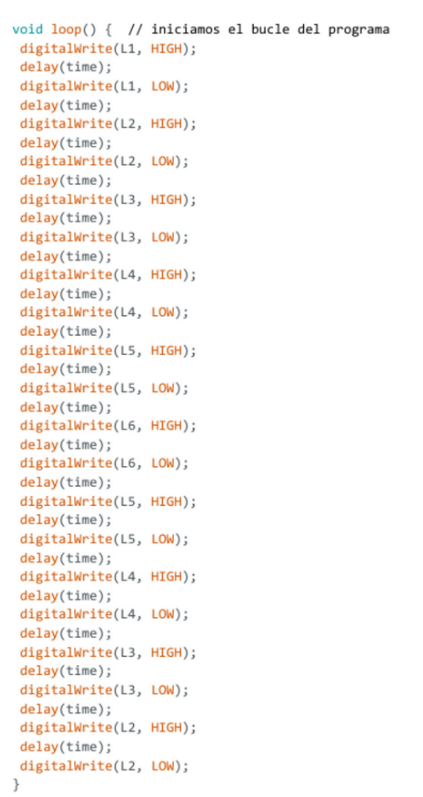 void loop() {  // iniciamos el bucle del programa
 digitalWrite(L1, HIGH);
 delay(time);
 digitalWrite(L1, LOW);
 delay(time);
 digitalWrite(L2, HIGH);
 delay(time);
 digitalWrite(L2, LOW);
 delay(time);
 digitalWrite(L3, HIGH);
 delay(time);
 digitalWrite(L3, LOW);
 delay(time);
 digitalWrite(L4, HIGH);
 delay(time);
 digitalWrite(L4, LOW);
 delay(time);
 digitalWrite(L5, HIGH);
 delay(time);
 digitalWrite(L5, LOW);
 delay(time);
 digitalWrite(L6, HIGH);
 delay(time);
 digitalWrite(L6, LOW);
 delay(time);
 digitalWrite(L5, HIGH);
 delay(time);
 digitalWrite(L5, LOW);
 delay(time);
 digitalWrite(L4, HIGH);
 delay(time);
 digitalWrite(L4, LOW);
 delay(time);
 digitalWrite(L3, HIGH);
 delay(time);
 digitalWrite(L3, LOW);
 delay(time);
 digitalWrite(L2, HIGH);
 delay(time);
 digitalWrite(L2, LOW);
}